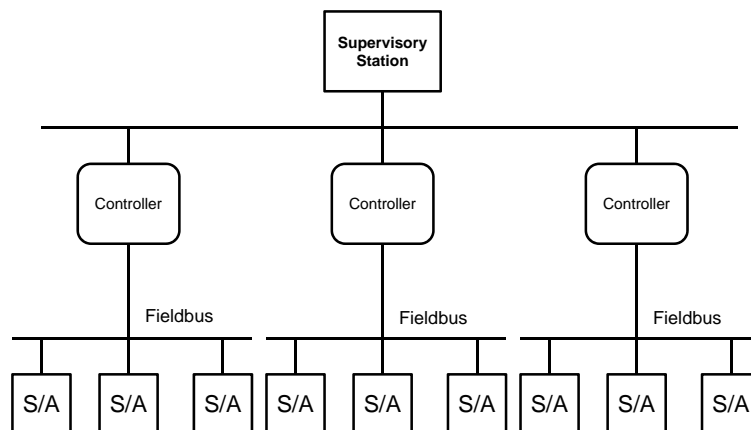 Supervisory
Station
Controller
Controller
Controller
Fieldbus
Fieldbus
Fieldbus
S/A
S/A
S/A
S/A
S/A
S/A
S/A
S/A
S/A